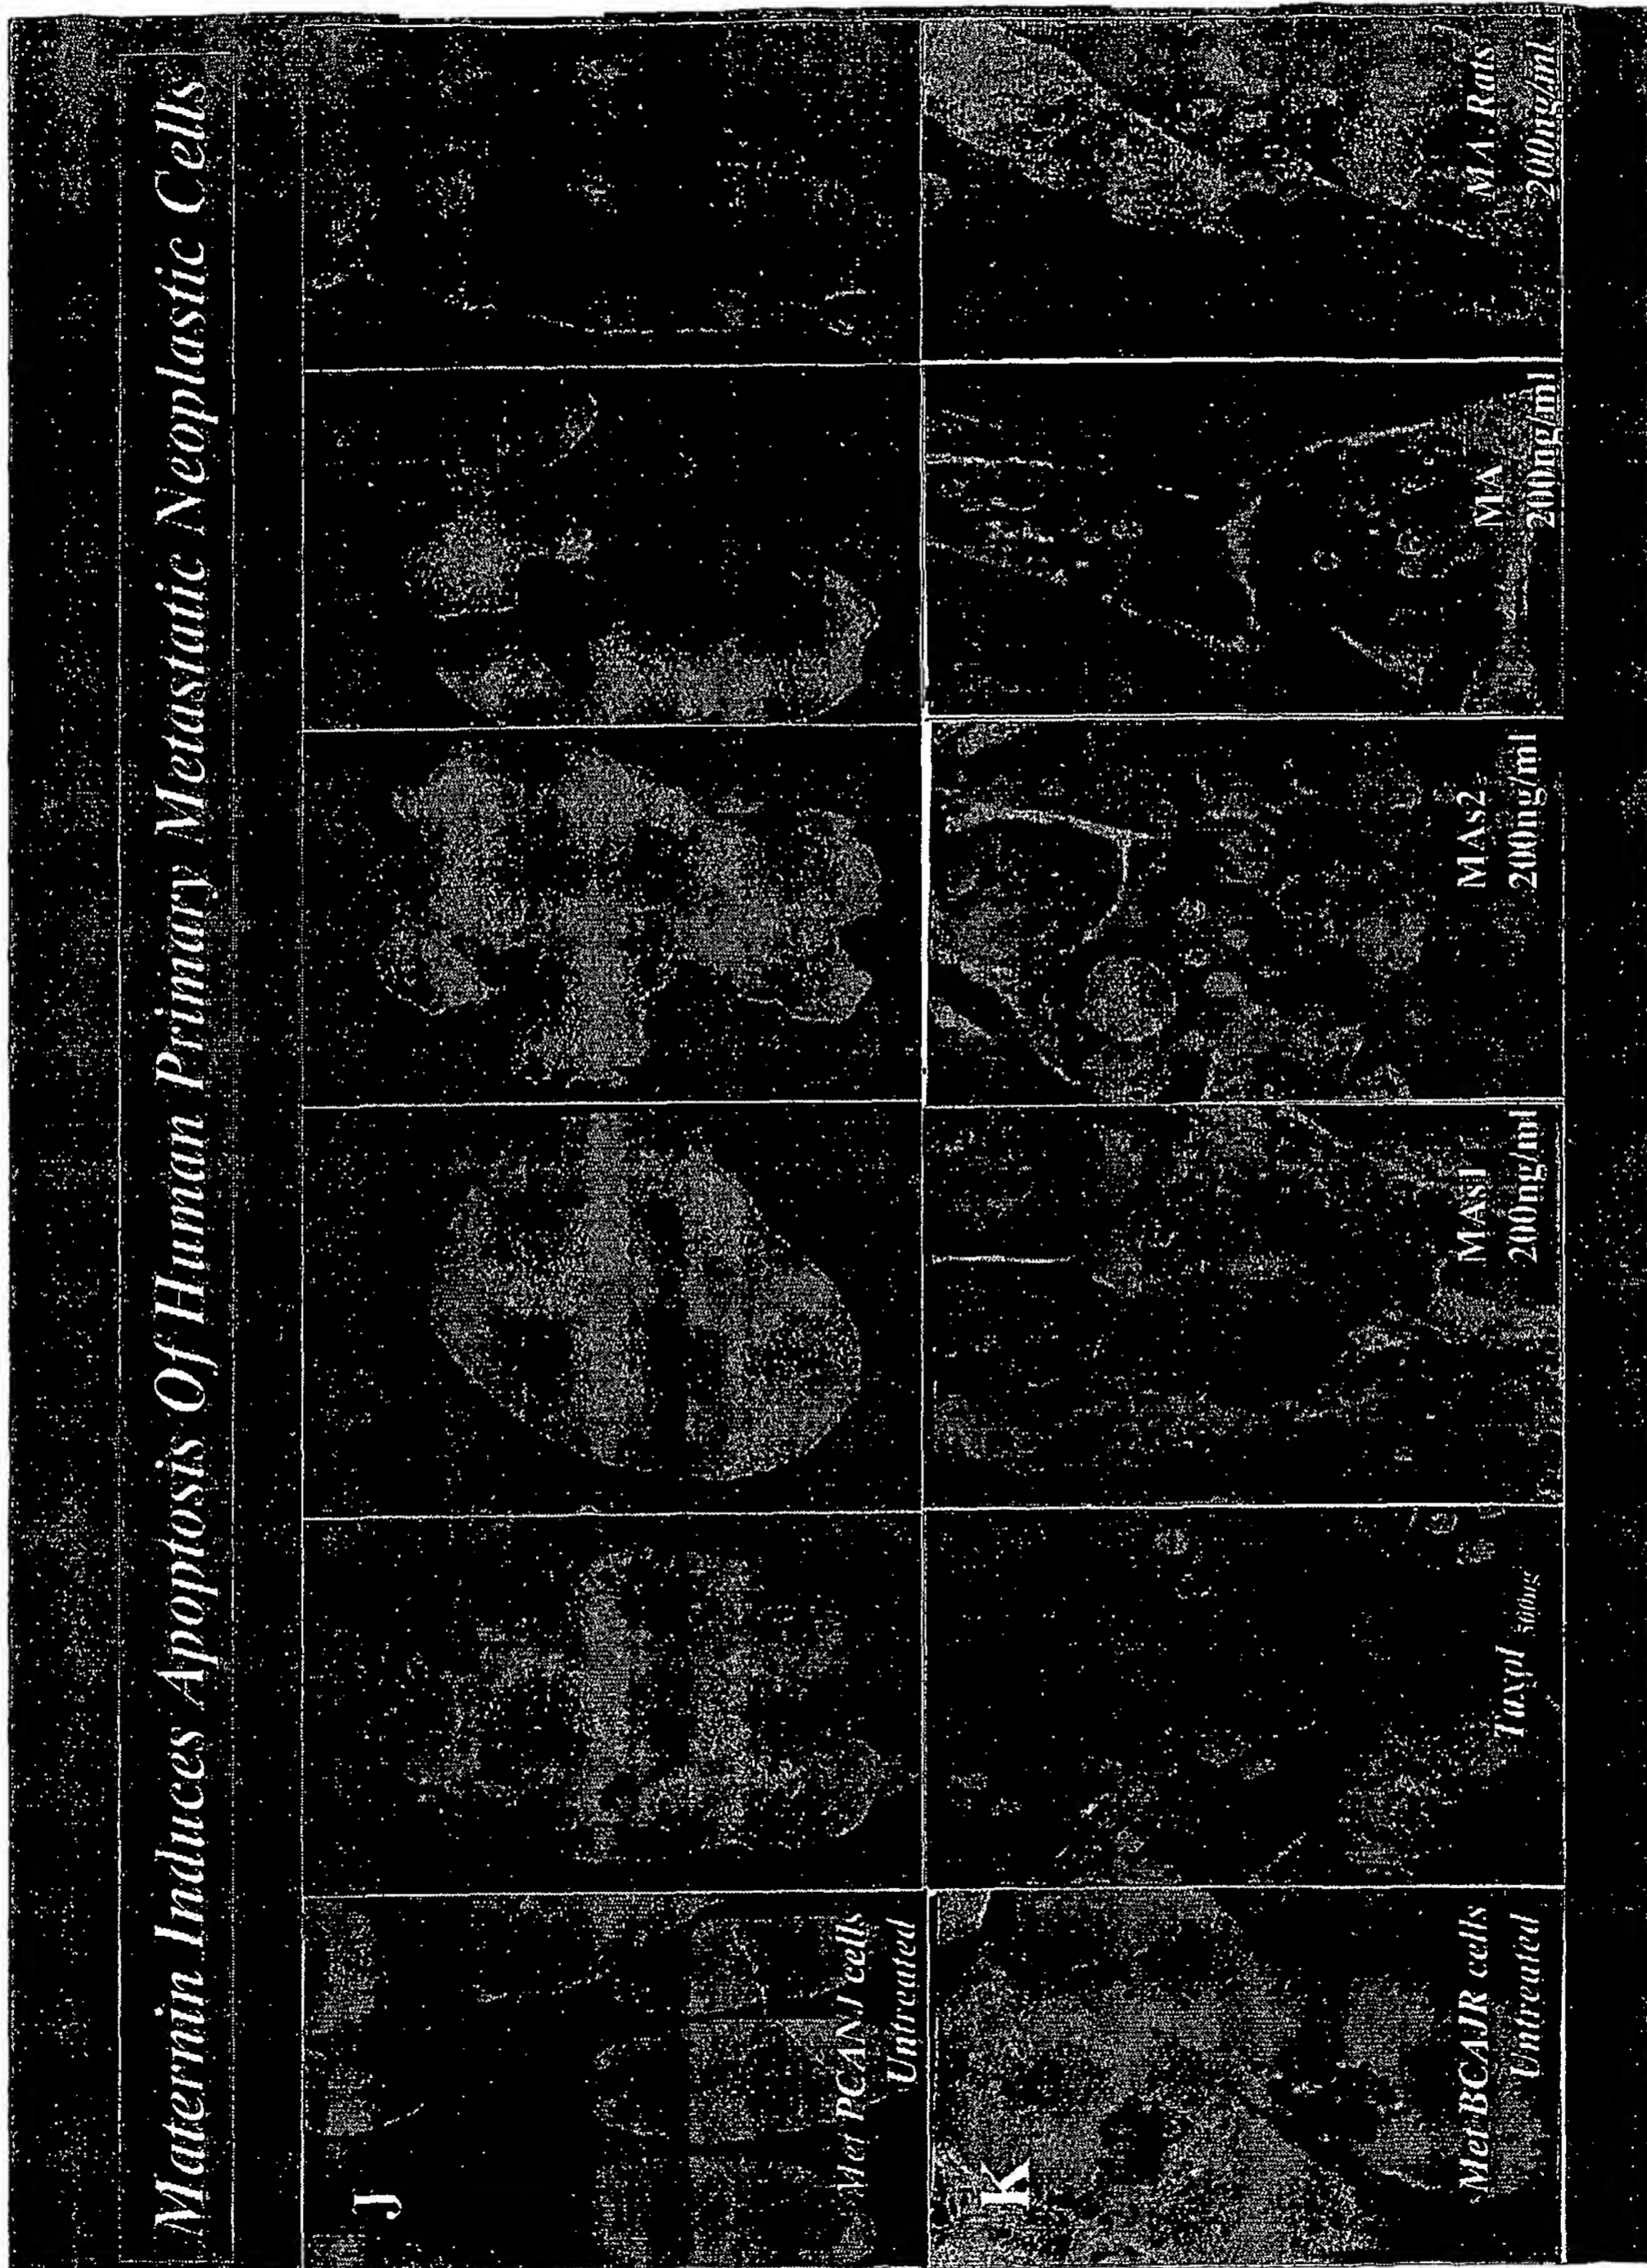 Maternin Induces Apoptosis Of Human Primary Metastatic Neoplastic Cells
J
Met PCANJ cells
Untreated
K
Met BCAJR cells
Untreated
Taxol 500ng
MAs1
200ng/ml
MAs2
200ng/ml
MA
200ng/ml
MA: Rats
200ng/ml